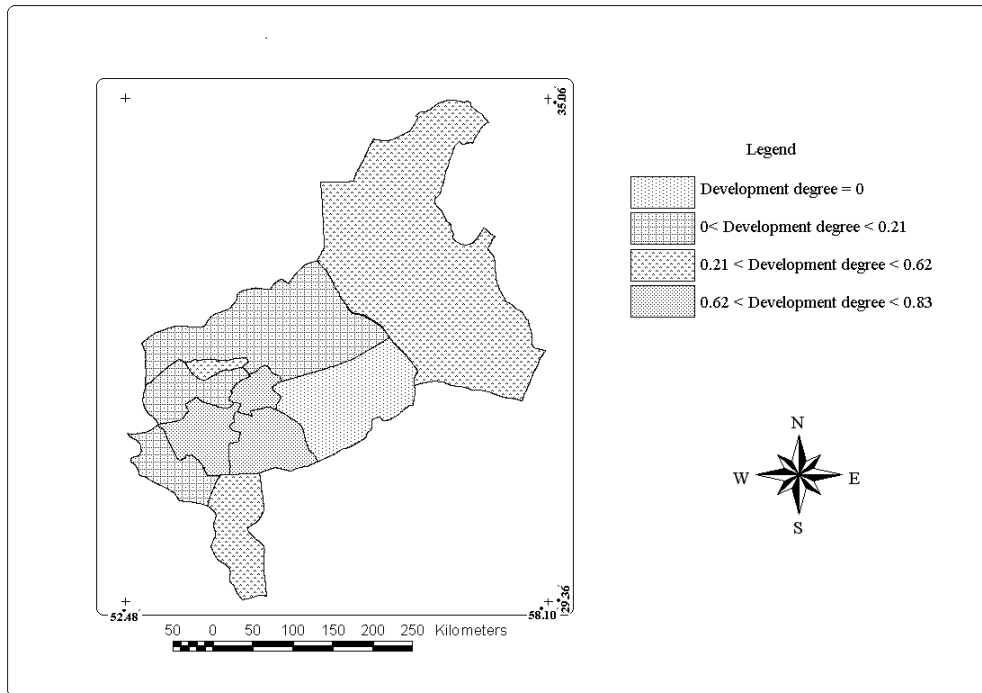 35.06
Legend
Development degree = 0
0< Development degree < 0.21
0.21 < Development degree < 0.62
0.62 < Development degree < 0.83
N
W
E
S
29.36
52.48
58.10
50 0 50 100 150 200 250 Kilometers